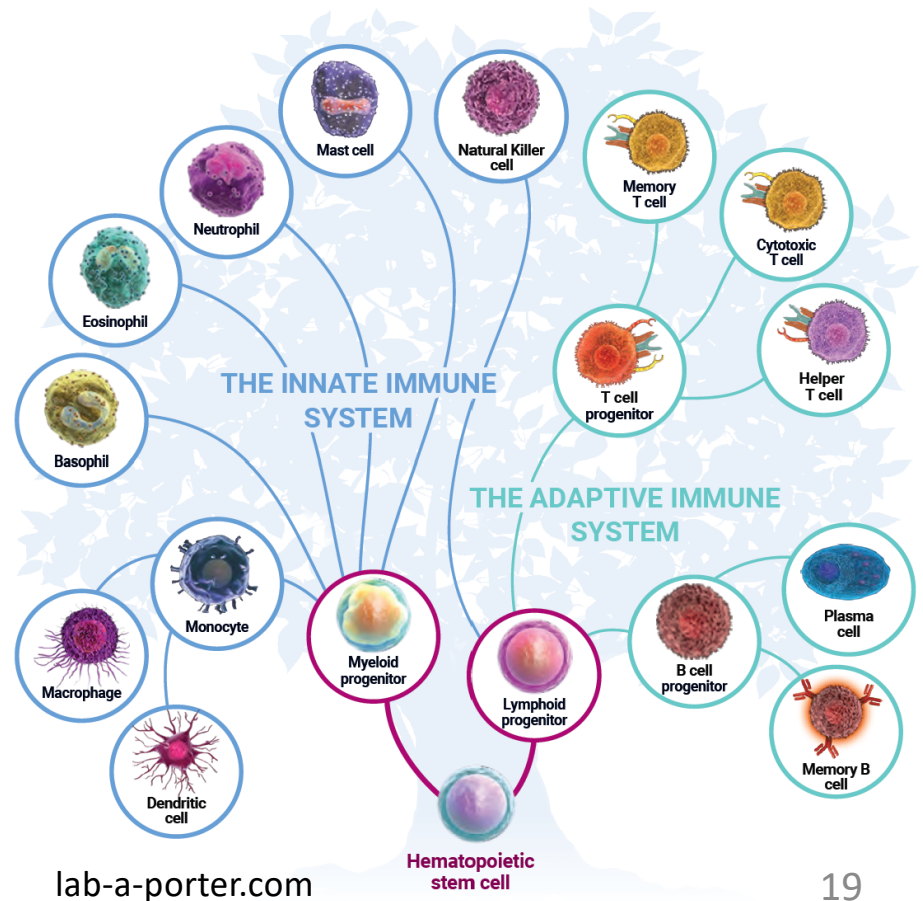 Mast cell
Natural Killer
cell
Memory
T cell
Neutrophil
Cytotoxic
T cell
Eosinophil
Helper
T cell
T cell
progenitor
THE INNATE IMMUNE
SYSTEM
Basophil
THE ADAPTIVE IMMUNE
SYSTEM
Monocyte
Plasma
cell
Macrophage
Myeloid
progenitor
B cell
progenitor
Lymphoid
progenitor
Memory B
cell
Dendritic
cell
Hematopoietic
stem cell
lab-a-porter.com
19